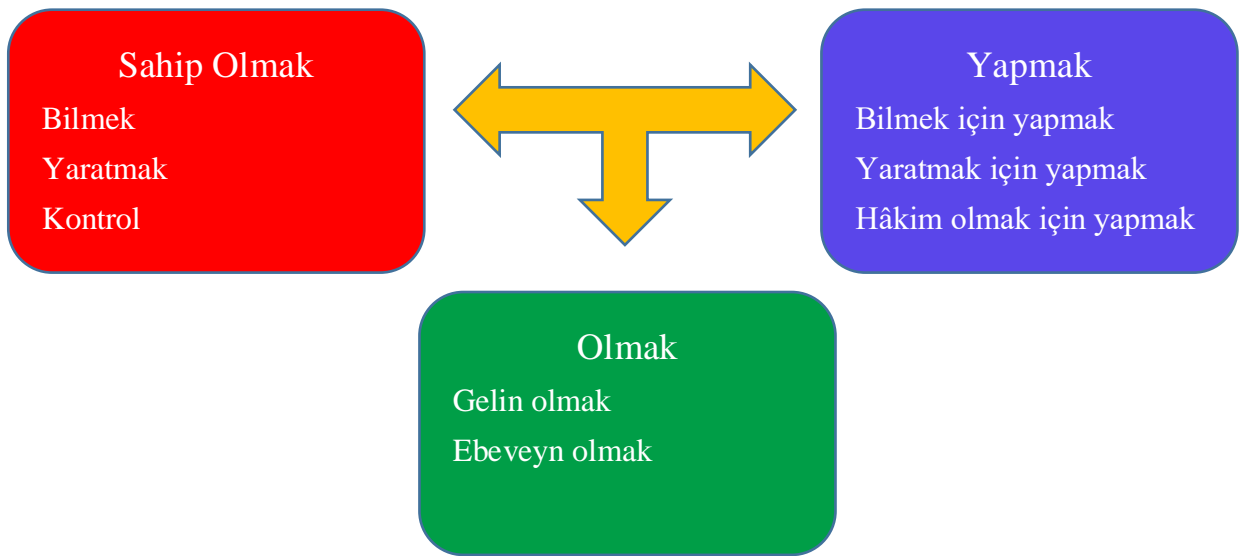 Sahip Olmak
Bilmek
Yaratmak
Kontrol
Yapmak
Bilmek için yapmak
Yaratmak için yapmak
Hâkim olmak için yapmak
Olmak
Gelin olmak
Ebeveyn olmak